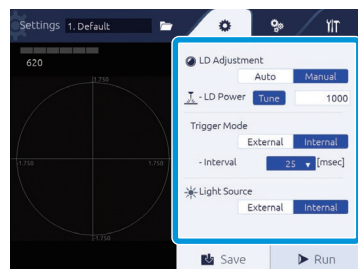 Settings 1. Default
620
1.750
-1.750 1.750
-1.750
LD Adjustment
Auto Manual
- LD Power Tune 1000
Trigger Mode
External Internal
- Interval 25 [msec]
Light Source
External Internal
Save Run